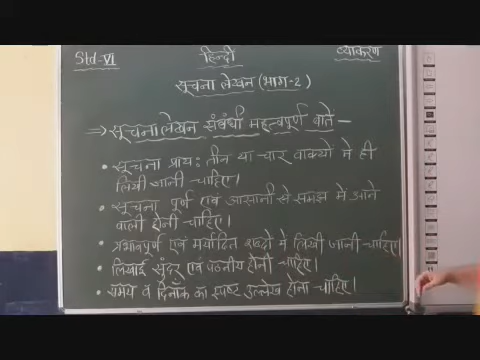 Std-VI हिन्दी व्याकरण
सूचना लेखन (भाग-2)
⇒ सूचना लेखन संबंधी महत्वपूर्ण बाते –
• सूचना प्राय: तीन या चार वाक्यों में ही
लिखी जानी चाहिए।
• सूचना पूर्ण एवं आसानी से समझ में आने
वाली होनी चाहिए।
• प्रभावपूर्ण एवं मर्यादित शब्दो में लिखी जानी चाहिए।
• लिखाई सुंदर एवं पठनीय होनी चाहिए।
• समय व दिनाँक का स्पष्ट उल्लेख होना चाहिए।